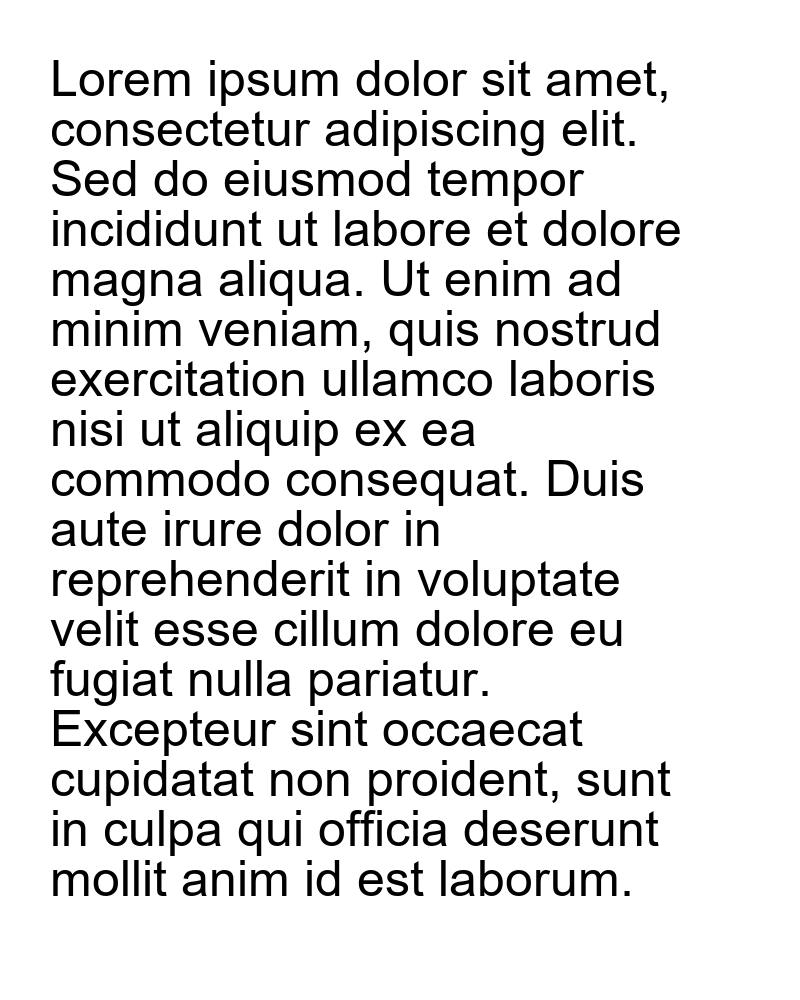 Lorem ipsum dolor sit amet,
consectetur adipiscing elit.
Sed do eiusmod tempor
incididunt ut labore et dolore
magna aliqua. Ut enim ad
minim veniam, quis nostrud
exercitation ullamco laboris
nisi ut aliquip ex ea
commodo consequat. Duis
aute irure dolor in
reprehenderit in voluptate
velit esse cillum dolore eu
fugiat nulla pariatur.
Excepteur sint occaecat
cupidatat non proident, sunt
in culpa qui officia deserunt
mollit anim id est laborum.